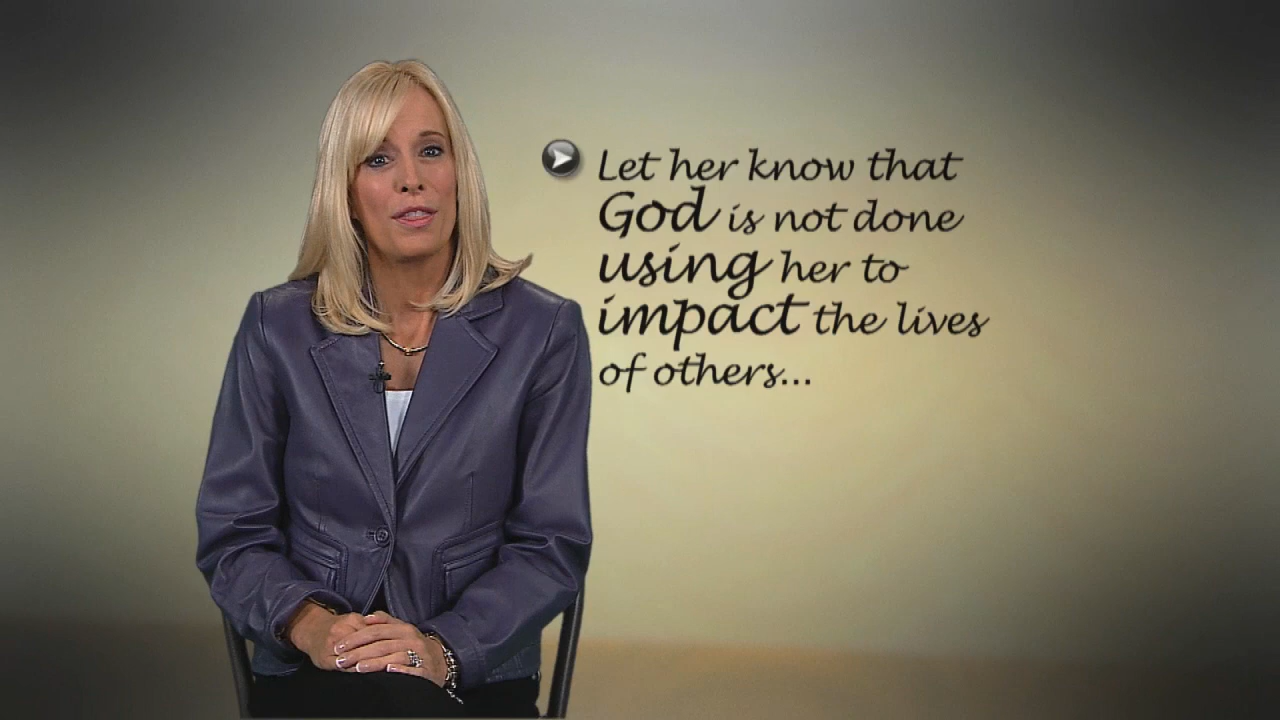 Let her know that
God is not done
using her to
impact the lives
of others...